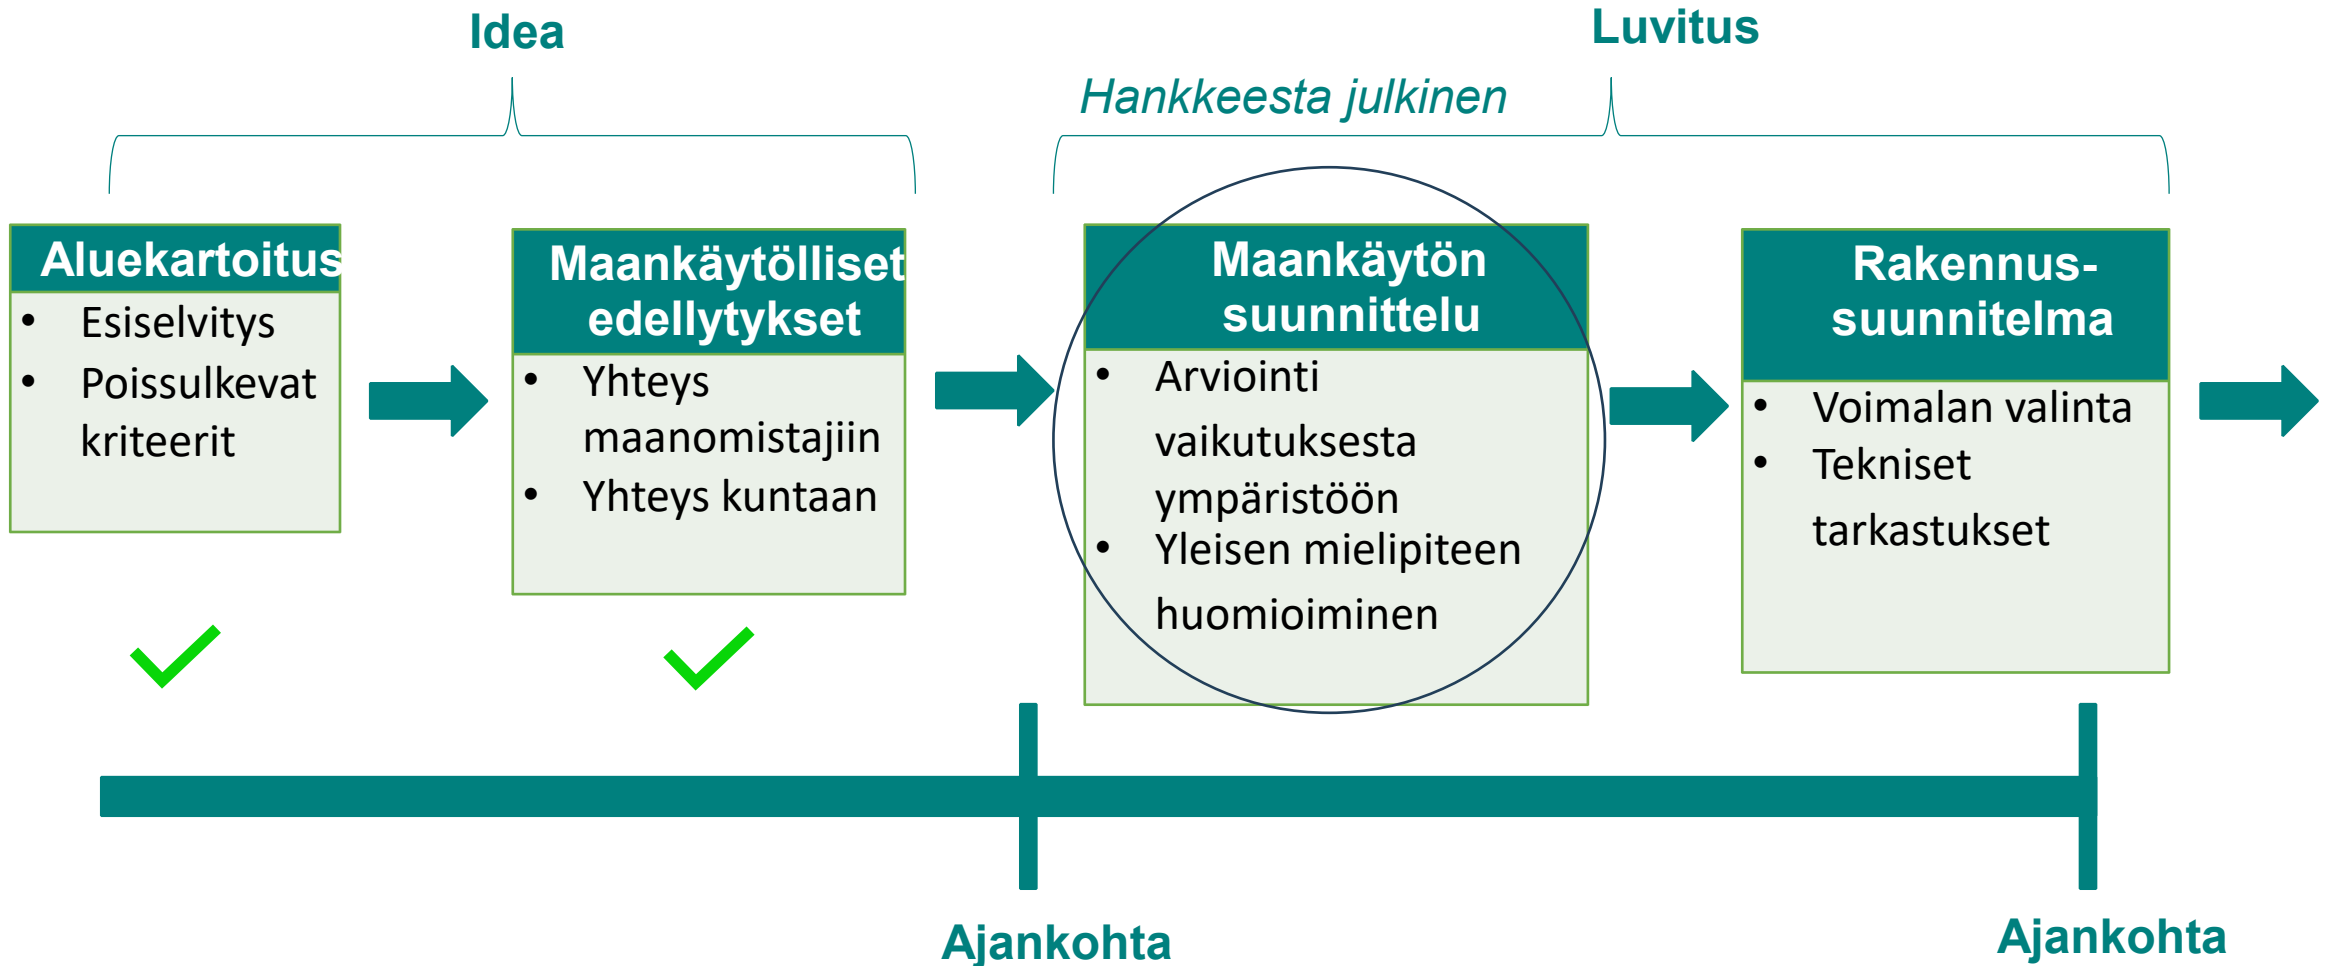 Idea
Luvitus
Hankkeesta julkinen
Aluekartoitus
• Esiselvitys
• Poissulkevat
kriteerit
Maankäytölliset
edellytykset
• Yhteys
maanomistajiin
• Yhteys kuntaan
Maankäytön
suunnittelu
• Arviointi
vaikutuksesta
ympäristöön
• Yleisen mielipiteen
huomioiminen
Rakennus-
suunnitelma
• Voimalan valinta
• Tekniset
tarkastukset
Ajankohta
Ajankohta